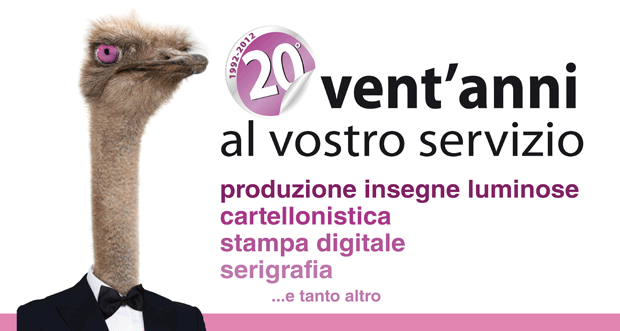 1992-2012
20°
vent'anni
al vostro servizio
produzione insegne luminose
cartellonistica
stampa digitale
serigrafia
...e tanto altro